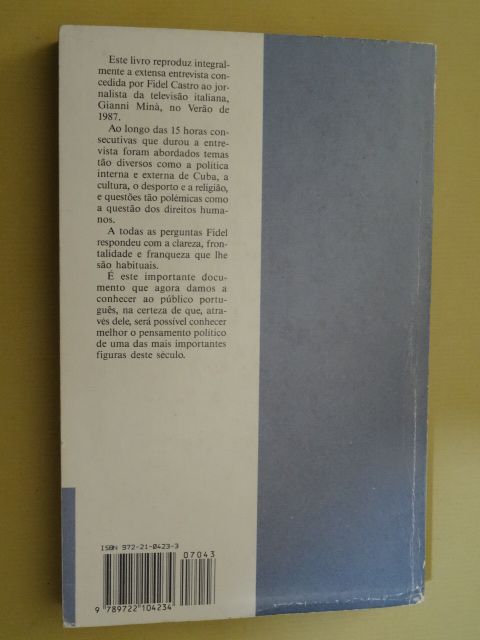 Este livro reproduz integral-
mente a extensa entrevista con-
cedida por Fidel Castro ao jor-
nalista da televisão italiana,
Gianni Minà, no Verão de
1987.
Ao longo das 15 horas con-
secutivas que durou a entre-
vista foram abordados temas
tão diversos como a política
interna e externa de Cuba, a
cultura, o desporto e a religião,
e questões tão polémicas como
a questão dos direitos huma-
nos.
A todas as perguntas Fidel
respondeu com a clareza, fron-
talidade e franqueza que lhe
são habituais.
É este importante docu-
mento que agora damos a
conhecer ao público portu-
guês, na certeza de que, atra-
vés dele, será possível conhecer
melhor o pensamento político
de uma das mais importantes
figuras deste século.
ISBN 972-21-0423-3
07043
9 789722 104234